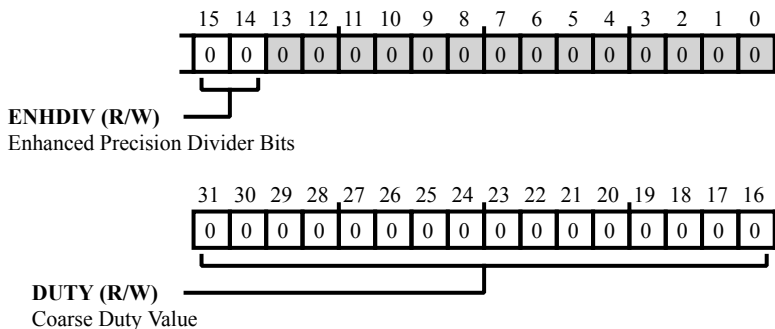 15 14 13 12 11 10 9 8 7 6 5 4 3 2 1 0
0 0 0 0 0 0 0 0 0 0 0 0 0 0 0 0
ENHDIV (R/W)
Enhanced Precision Divider Bits
31 30 29 28 27 26 25 24 23 22 21 20 19 18 17 16
0 0 0 0 0 0 0 0 0 0 0 0 0 0 0 0
DUTY (R/W)
Coarse Duty Value